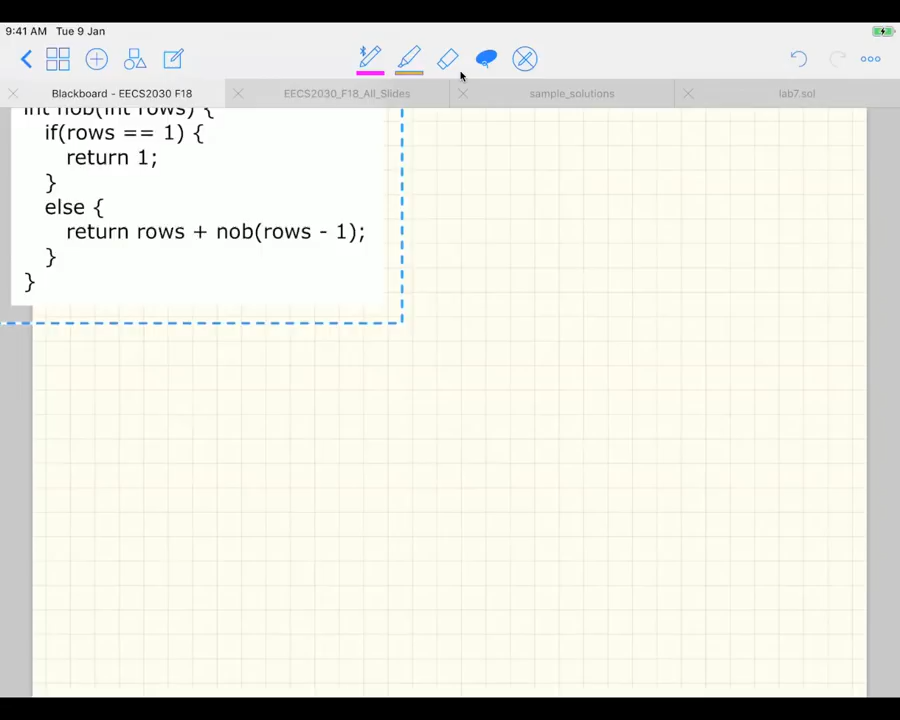 9:41 AM Tue 9 Jan
Blackboard - EECS2030 F18
EECS2030_F18_All_Slides
sample_solutions
lab7.sol
int nob(int rows) {
if(rows == 1) {
return 1;
}
else {
return rows + nob(rows - 1);
}
}